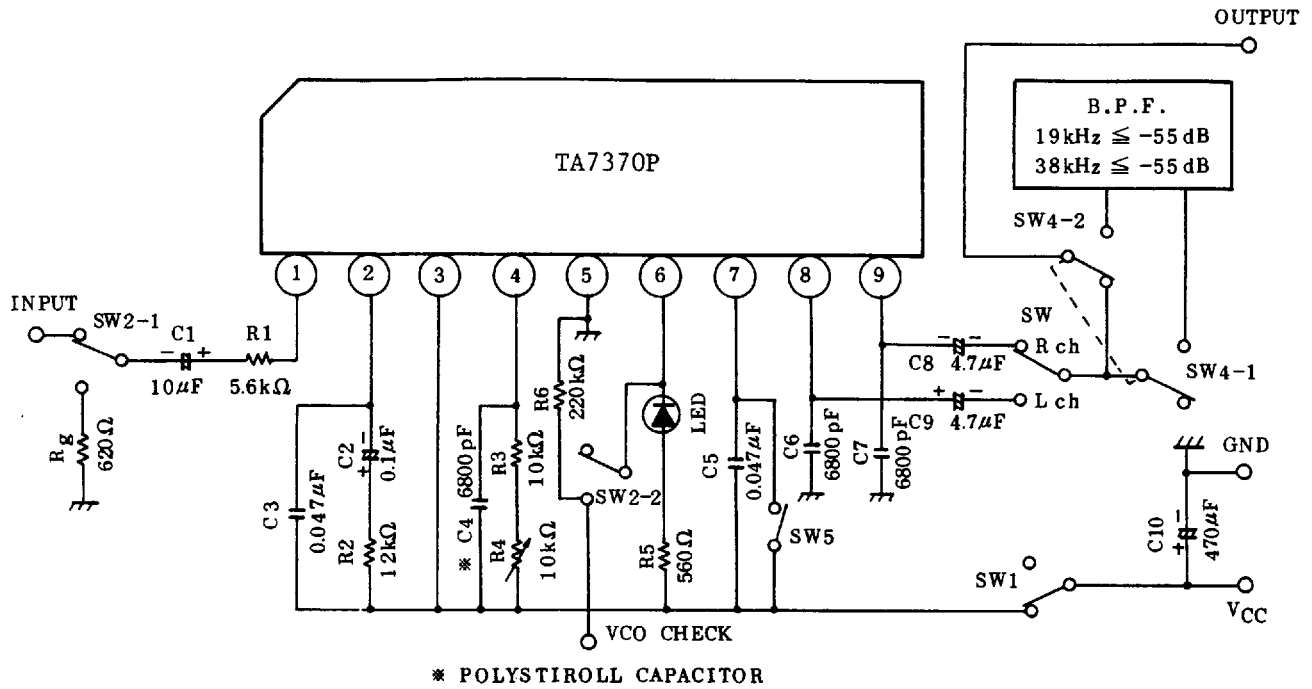 OUTPUT
B.P.F.
19kHz ≦ -55dB
38kHz ≦ -55dB
TA7370P
SW4-2
1
2
3
4
5
6
7
8
9
INPUT
SW2-1
C1
- +
10μF
R1
5.6kΩ
Rg
620Ω
C3
0.047μF
C2
-
+
0.1μF
R2
12kΩ
※ C4
6800pF
R3
10kΩ
R4
10kΩ
R6
220kΩ
SW2-2
LED
R5
560Ω
C5
0.047μF
SW5
C6
6800pF
C7
6800pF
- -
C8
4.7μF
+ -
C9
4.7μF
SW
R ch
L ch
SW4-1
GND
C10
-
+
470μF
SW1
VCC
VCO CHECK
※ POLYSTIROLL CAPACITOR